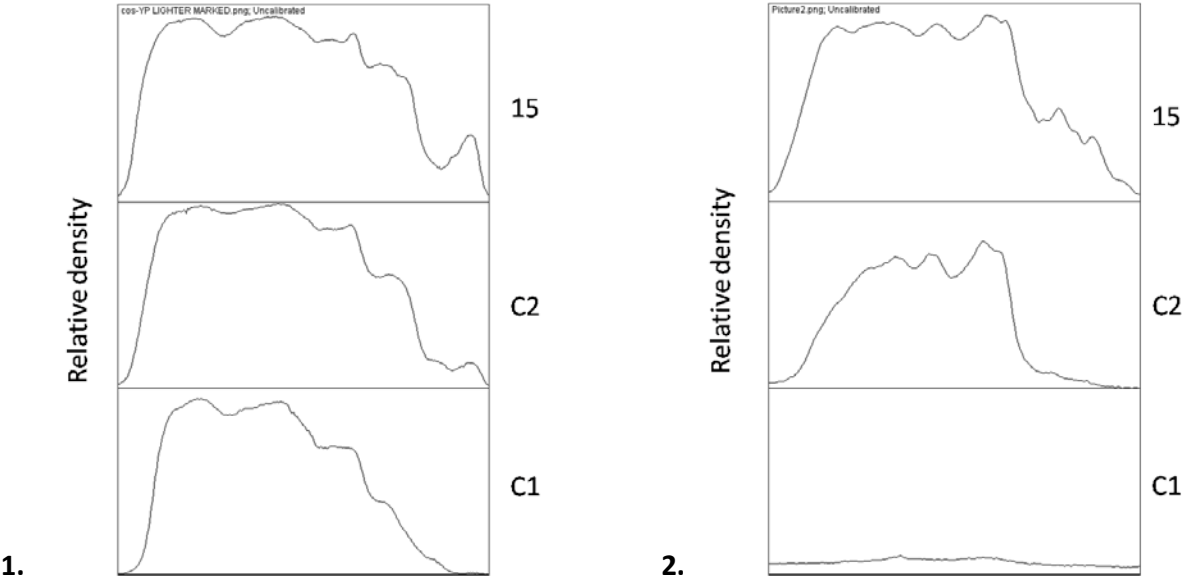 cos-YP LIGHTER MARKED.png; Uncalibrated
15
Relative density
C2
C1
1.
Picture2.png; Uncalibrated
15
Relative density
C2
C1
2.